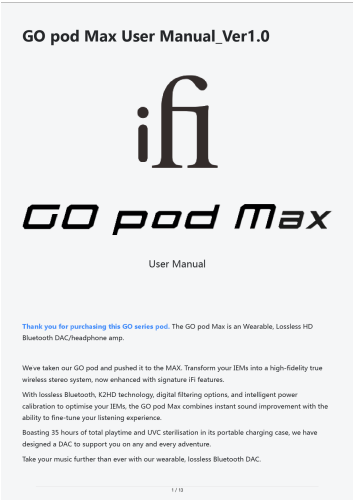 GO pod Max User Manual_Ver1.0
ifi
GO pod Max
User Manual
Thank you for purchasing this GO series pod. The GO pod Max is an Wearable, Lossless HD
Bluetooth DAC/headphone amp.
We've taken our GO pod and pushed it to the MAX. Transform your IEMs into a high-fidelity true
wireless stereo system, now enhanced with signature iFi features.
With lossless Bluetooth, K2HD technology, digital filtering options, and intelligent power
calibration to optimise your IEMs, the GO pod Max combines instant sound improvement with the
ability to fine-tune your listening experience.
Boasting 35 hours of total playtime and UVC sterilisation in its portable charging case, we have
designed a DAC to support you on any and every adventure.
Take your music further than ever with our wearable, lossless Bluetooth DAC.
1 / 13